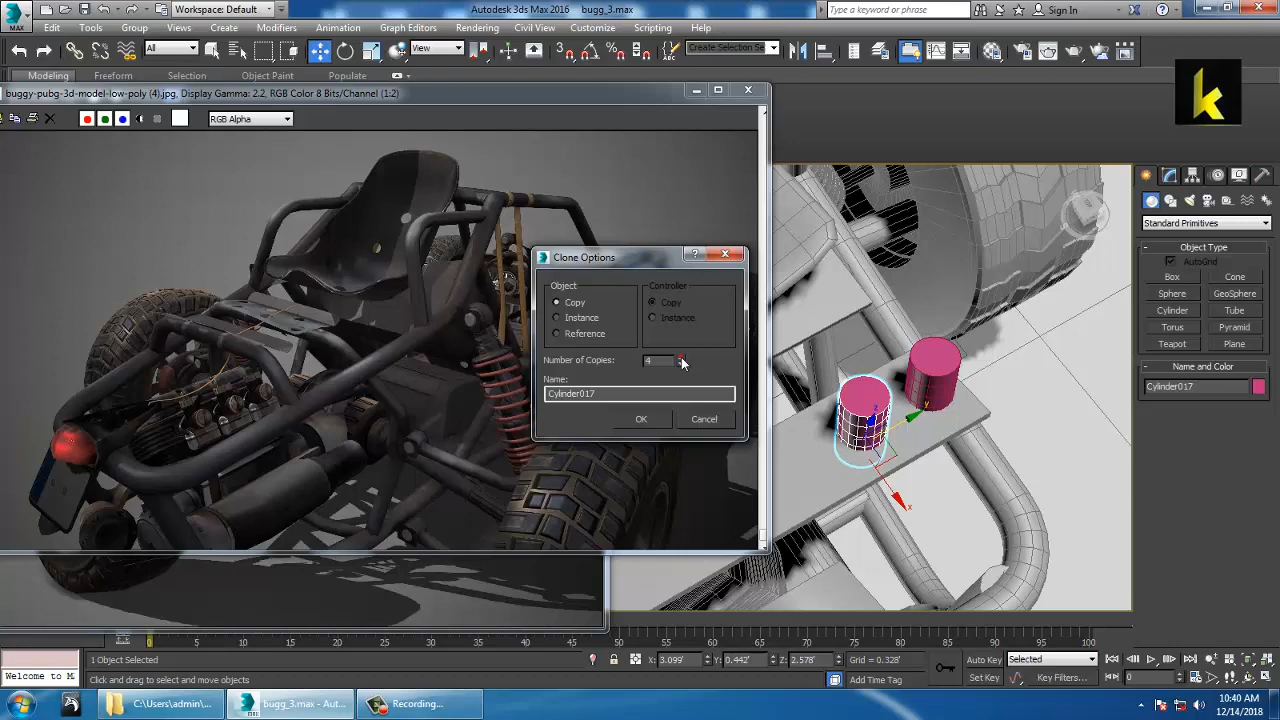 Workspace: Default
Autodesk 3ds Max 2016
bugg_3.max
Type a keyword or phrase
Sign In
MAX
Edit
Tools
Group
Views
Create
Modifiers
Animation
Graph Editors
Rendering
Civil View
Customize
Scripting
Help
All
View
Create Selection Se
Modeling
Freeform
Selection
Object Paint
Populate
buggy-pubg-3d-model-low-poly (4).jpg, Display Gamma: 2.2, RGB Color 8 Bits/Channel (1:2)
RGB Alpha
k
Clone Options
Object
Copy
Instance
Reference
Controller
Copy
Instance
Number of Copies:
4
Name:
Cylinder017
OK
Cancel
z
y
x
Standard Primitives
Object Type
AutoGrid
Box
Cone
Sphere
GeoSphere
Cylinder
Tube
Torus
Pyramid
Teapot
Plane
Name and Color
Cylinder017
0
5
10
15
20
25
30
35
40
45
50
55
60
65
70
75
80
85
90
95
100
1 Object Selected
X: 3.099'
Y: 0.442'
Z: 2.578'
Grid = 0.328'
Auto Key
Selected
Welcome to M
Click and drag to select and move objects
Add Time Tag
Set Key
Key Filters...
0
C:\Users\admin\...
bugg_3.max - Aut...
Recording...
10:40 AM
12/14/2018